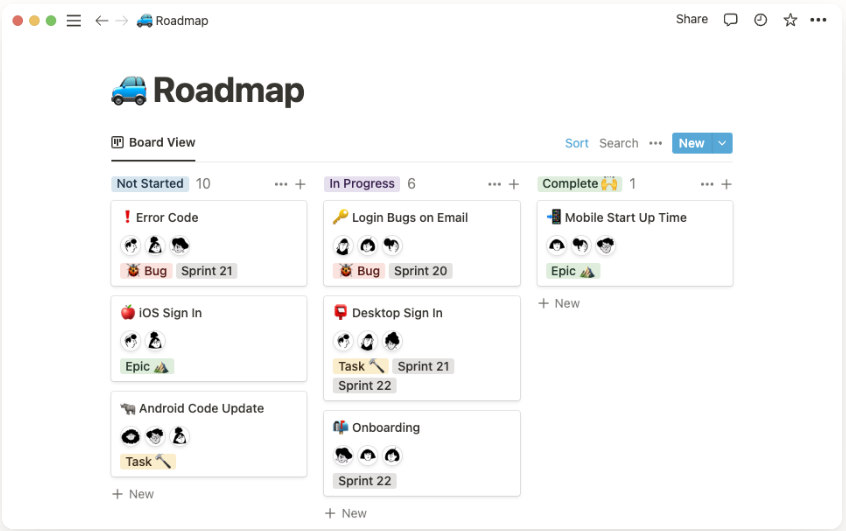 Roadmap
Share
Roadmap
Board View
Sort Search
New
Not Started 10
Error Code
Bug Sprint 21
iOS Sign In
Epic
Android Code Update
Task
New
In Progress 6
Login Bugs on Email
Bug Sprint 20
Desktop Sign In
Task Sprint 21
Sprint 22
Onboarding
Sprint 22
New
Complete 1
Mobile Start Up Time
Epic
New